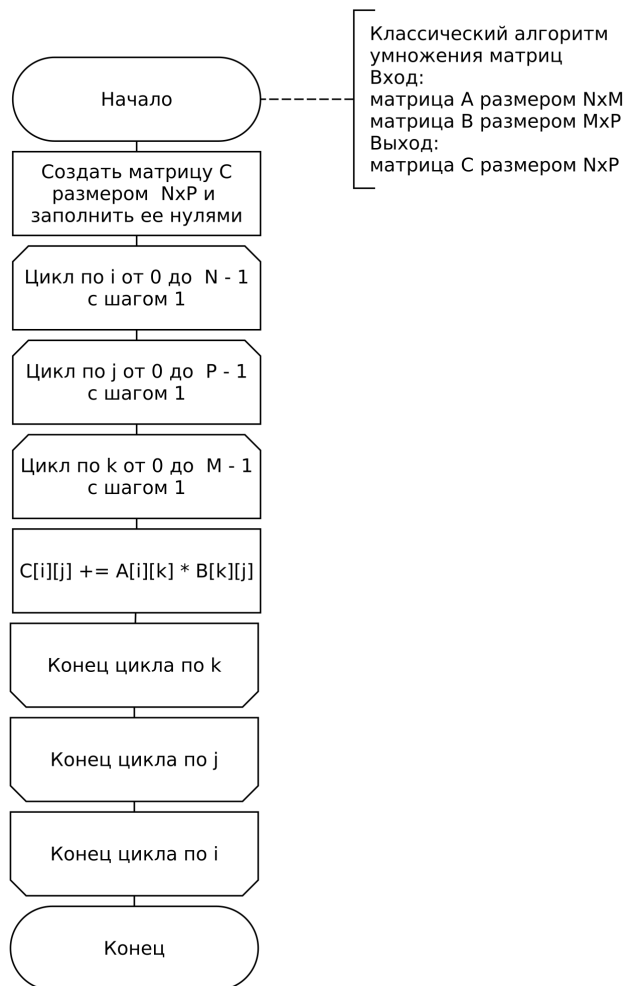 Классический алгоритм
умножения матриц
Вход:
матрица A размером NxM
матрица B размером MxP
Выход:
матрица C размером NxP
Начало
Создать матрицу C
размером NxP и
заполнить ее нулями
Цикл по i от 0 до N - 1
с шагом 1
Цикл по j от 0 до P - 1
с шагом 1
Цикл по k от 0 до M - 1
с шагом 1
C[i][j] += A[i][k] * B[k][j]
Конец цикла по k
Конец цикла по j
Конец цикла по i
Конец